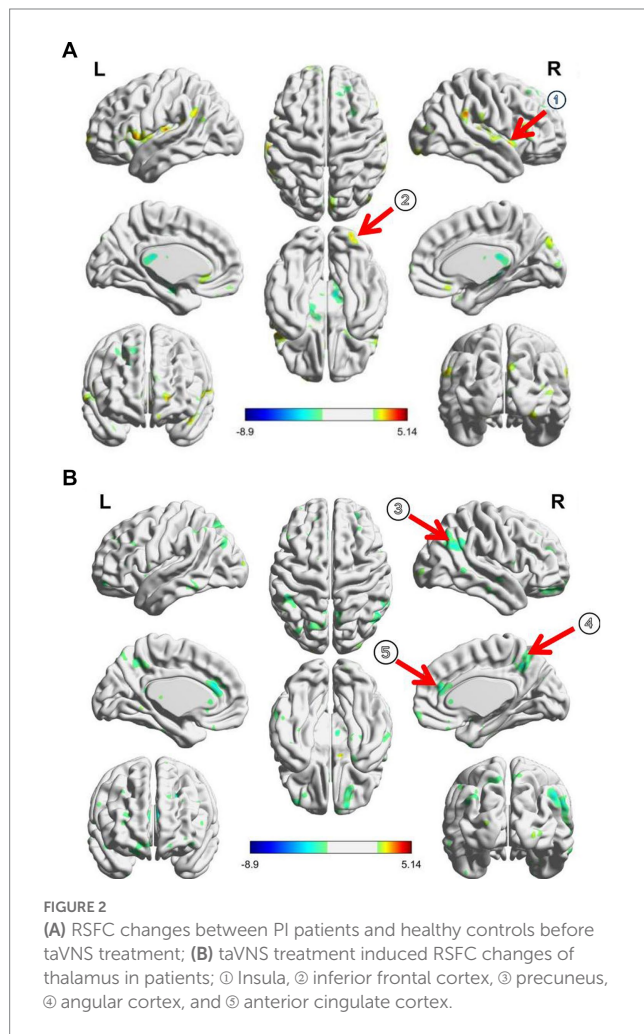 A
L
R
①
②
-8.9
5.14
B
L
R
③
④
⑤
-8.9
5.14
FIGURE 2
(A) RSFC changes between PI patients and healthy controls before
taVNS treatment; (B) taVNS treatment induced RSFC changes of
thalamus in patients; ① Insula, ② inferior frontal cortex, ③ precuneus,
④ angular cortex, and ⑤ anterior cingulate cortex.